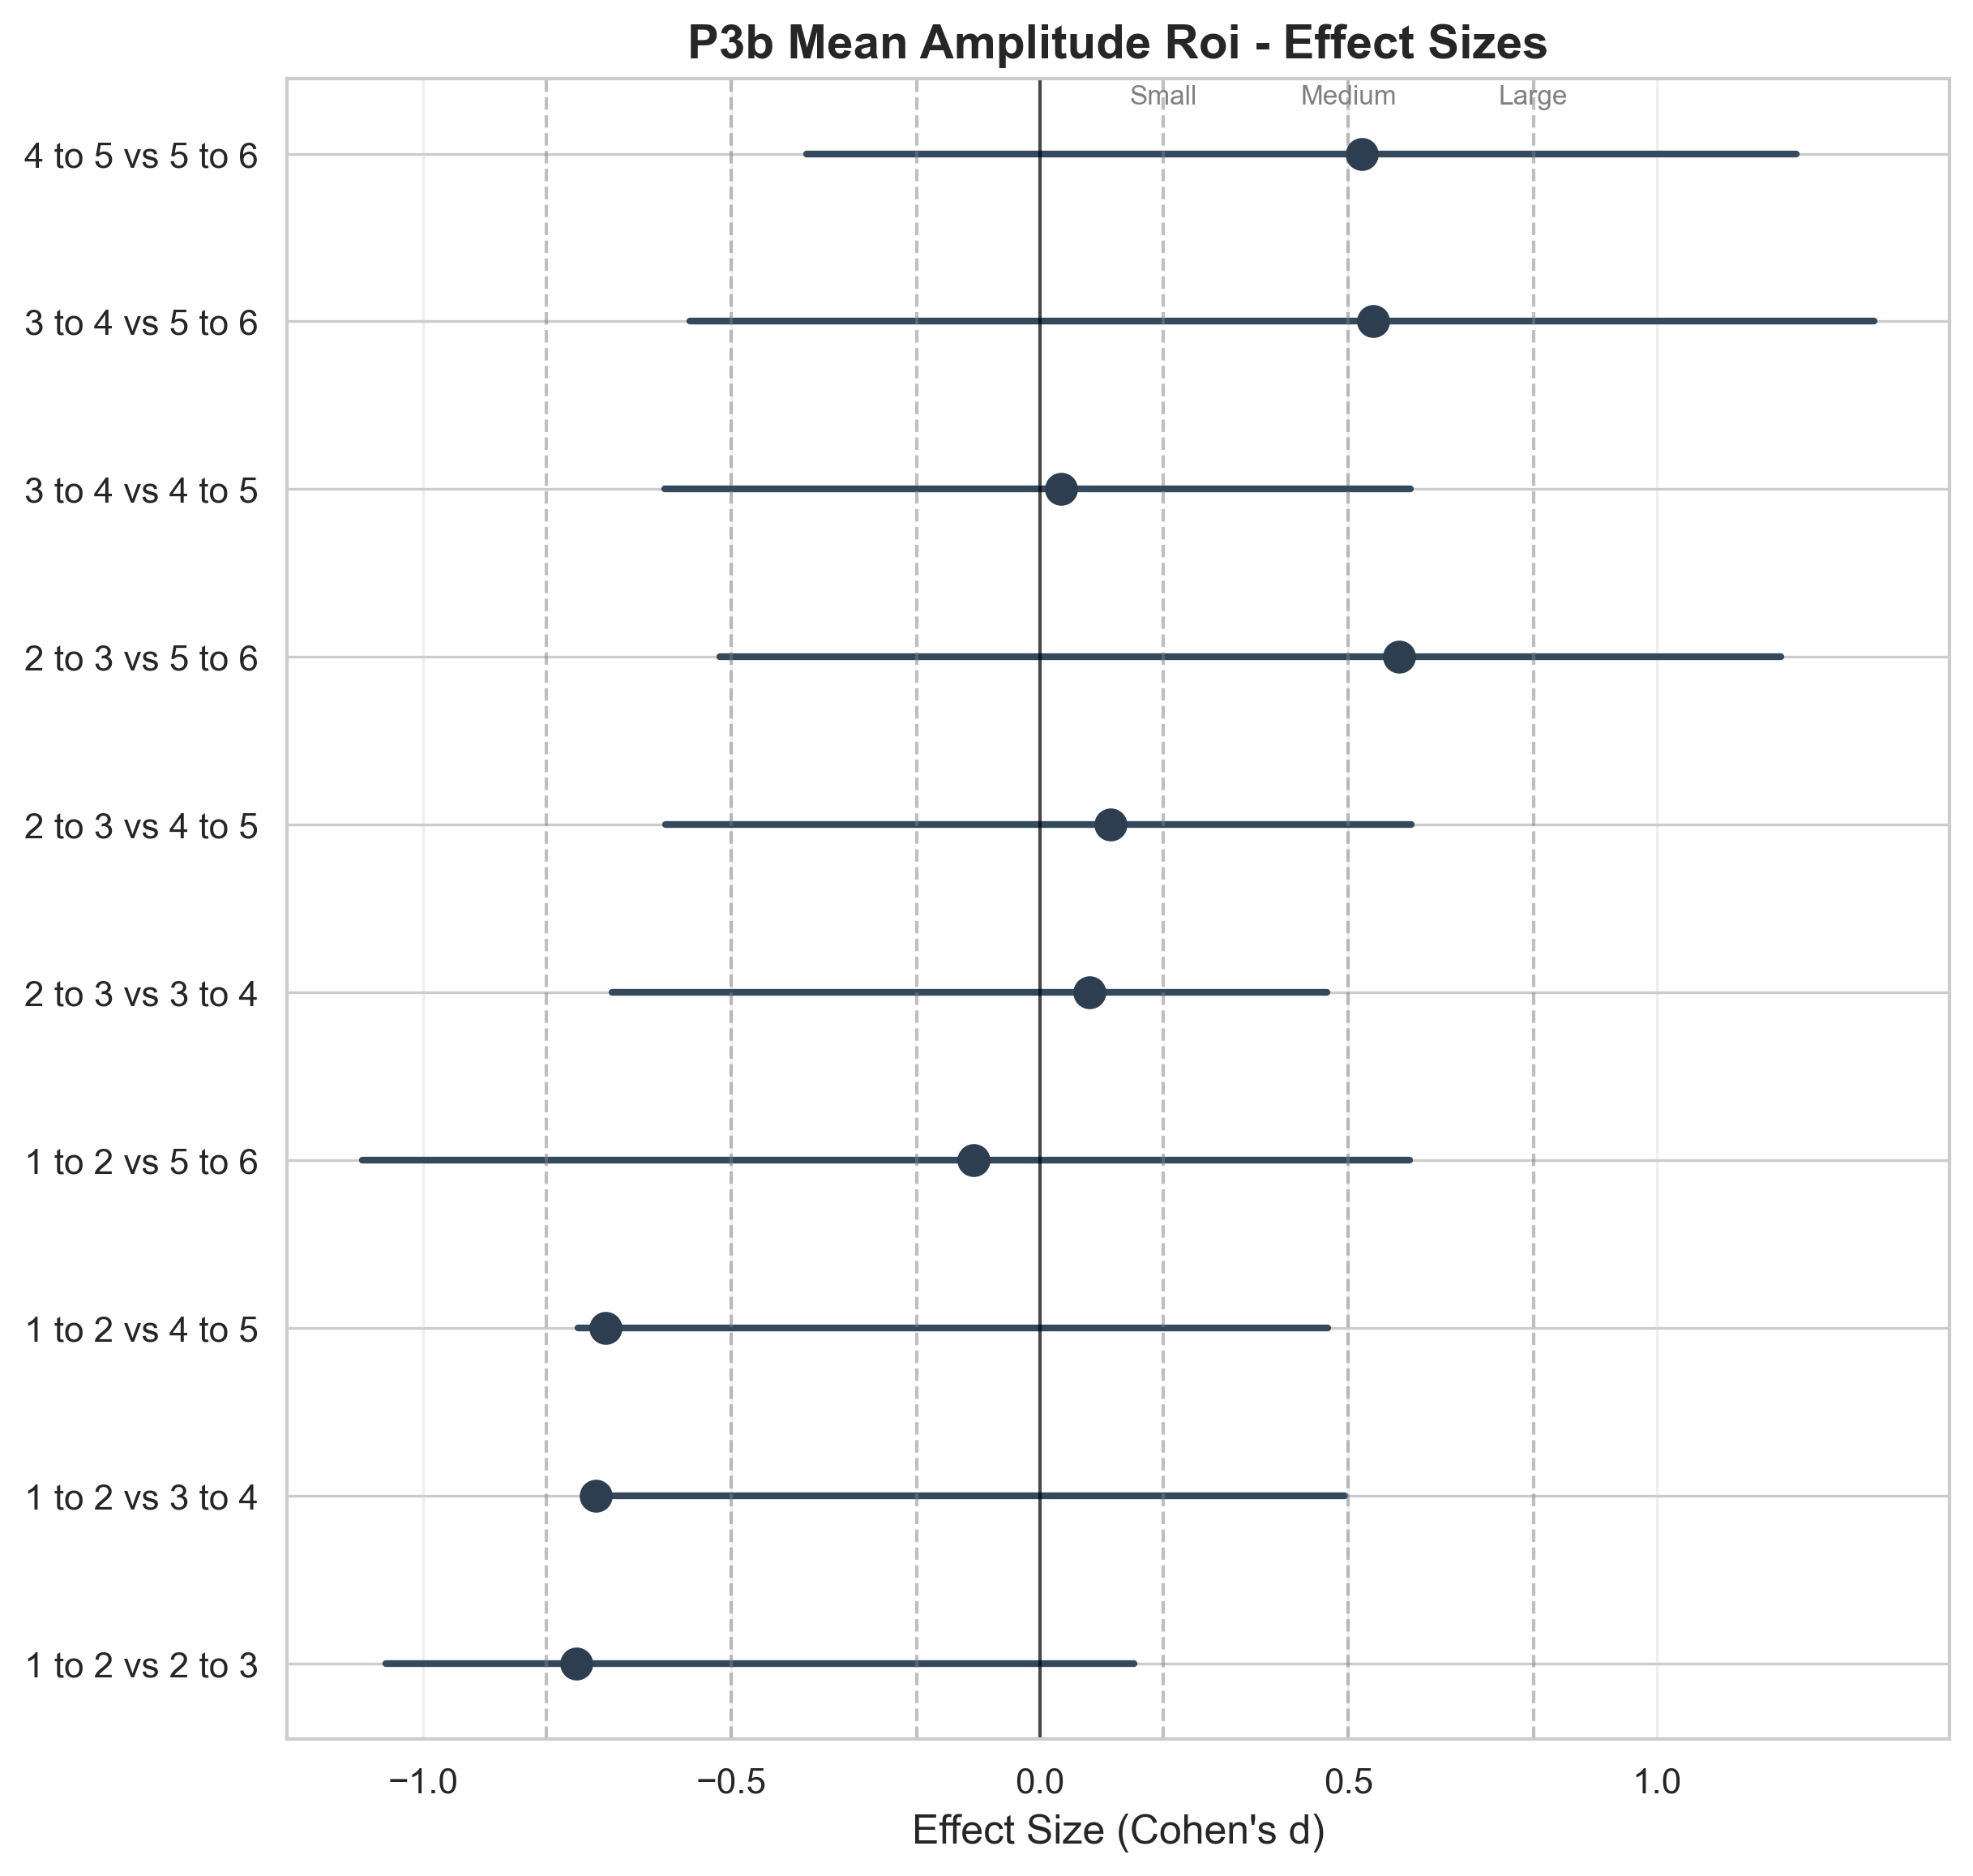 P3b Mean Amplitude Roi - Effect Sizes
Small Medium Large
4 to 5 vs 5 to 6
3 to 4 vs 5 to 6
3 to 4 vs 4 to 5
2 to 3 vs 5 to 6
2 to 3 vs 4 to 5
2 to 3 vs 3 to 4
1 to 2 vs 5 to 6
1 to 2 vs 4 to 5
1 to 2 vs 3 to 4
1 to 2 vs 2 to 3
−1.0 −0.5 0.0 0.5 1.0
Effect Size (Cohen's d)